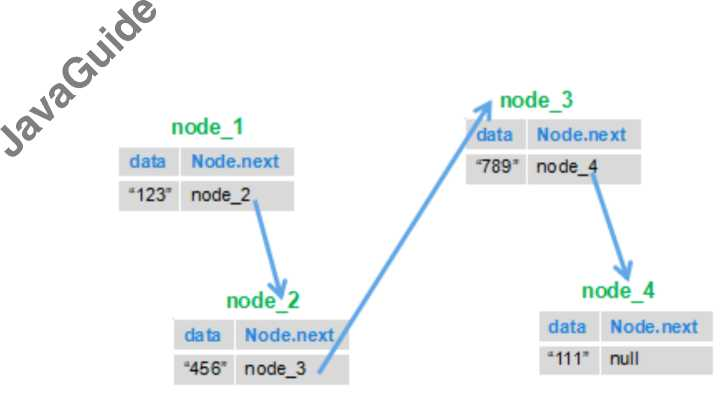 JavaGuide
node_1
data Node.next
“123” node_2
node_2
data Node.next
“456” node_3
node_3
data Node.next
“789” node_4
node_4
data Node.next
“111” null